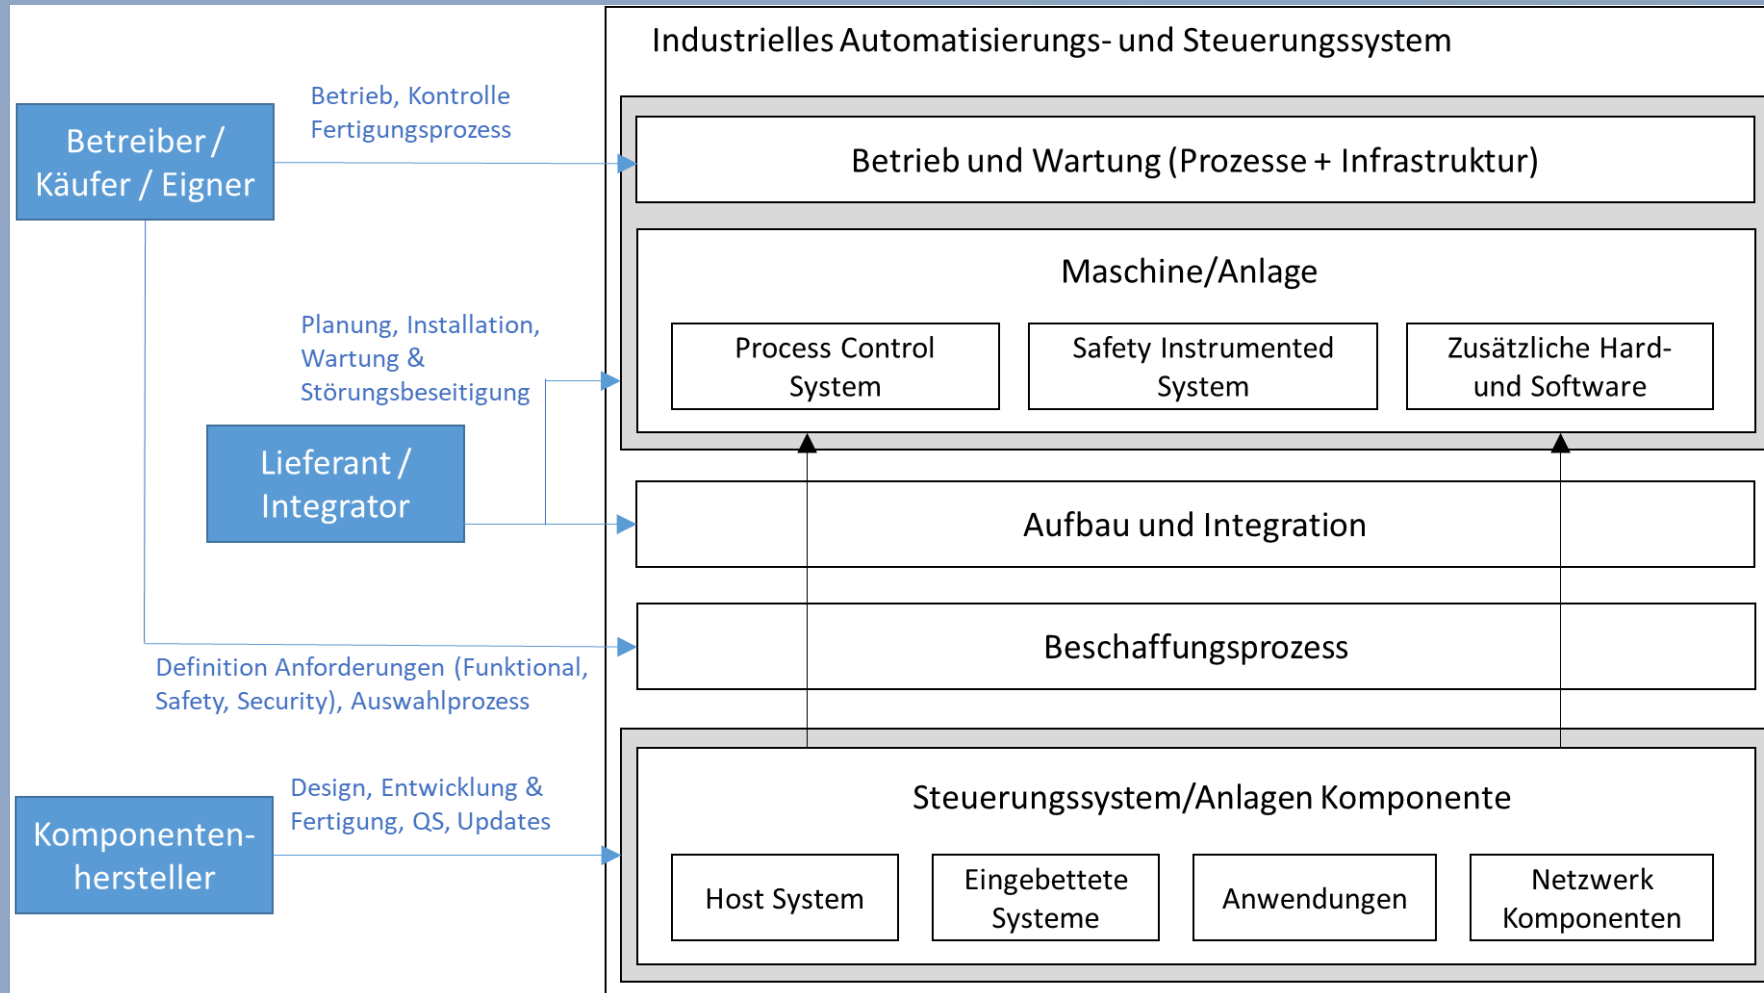 Industrielles Automatisierungs- und Steuerungssystem
Betrieb, Kontrolle
Fertigungsprozess
Betreiber /
Käufer / Eigner
Betrieb und Wartung (Prozesse + Infrastruktur)
Maschine/Anlage
Process Control
System
Safety Instrumented
System
Zusätzliche Hard-
und Software
Planung, Installation,
Wartung &
Störungsbeseitigung
Lieferant /
Integrator
Aufbau und Integration
Beschaffungsprozess
Definition Anforderungen (Funktional,
Safety, Security), Auswahlprozess
Design, Entwicklung &
Fertigung, QS, Updates
Komponenten-
hersteller
Steuerungssystem/Anlagen Komponente
Host System
Eingebettete
Systeme
Anwendungen
Netzwerk
Komponenten